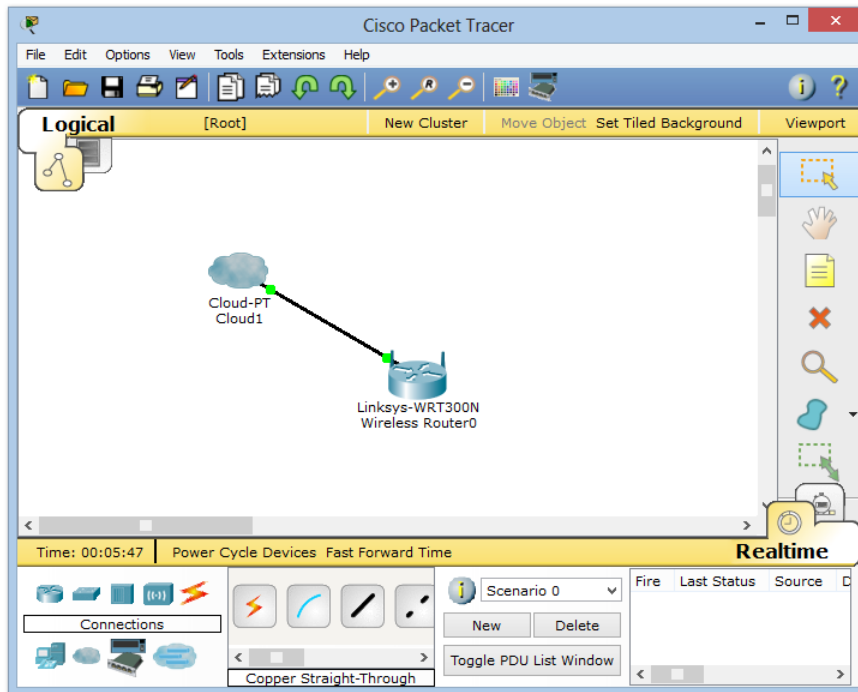 Cisco Packet Tracer
File Edit Options View Tools Extensions Help
Logical [Root] New Cluster Move Object Set Tiled Background Viewport
Cloud-PT
Cloud1
Linksys-WRT300N
Wireless Router0
Time: 00:05:47 Power Cycle Devices Fast Forward Time Realtime
Connections
Copper Straight-Through
Scenario 0
New Delete
Toggle PDU List Window
Fire Last Status Source